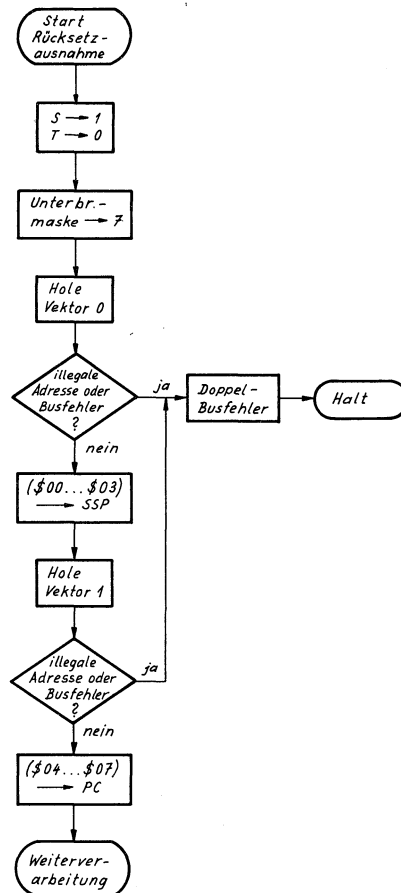 Start
Rücksetz-
ausnahme
S → 1
T → 0
Unterbr.-
maske → 7
Hole
Vektor 0
illegale
Adresse oder
Busfehler
?
ja
Doppel-
Busfehler
Halt
nein
($00...$03)
→ SSP
Hole
Vektor 1
illegale
Adresse oder
Busfehler
?
ja
nein
($04...$07)
→ PC
Weiterver-
arbeitung